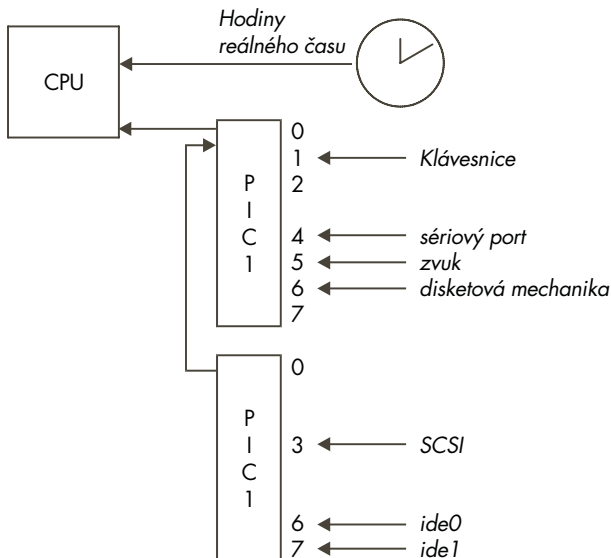 Hodiny
reálného času
CPU
0
1 Klávesnice
2
P
I
C
1
4 sériový port
5 zvuk
6 disketová mechanika
7
0
P
I
C
1
3 SCSI
6 ide0
7 ide1